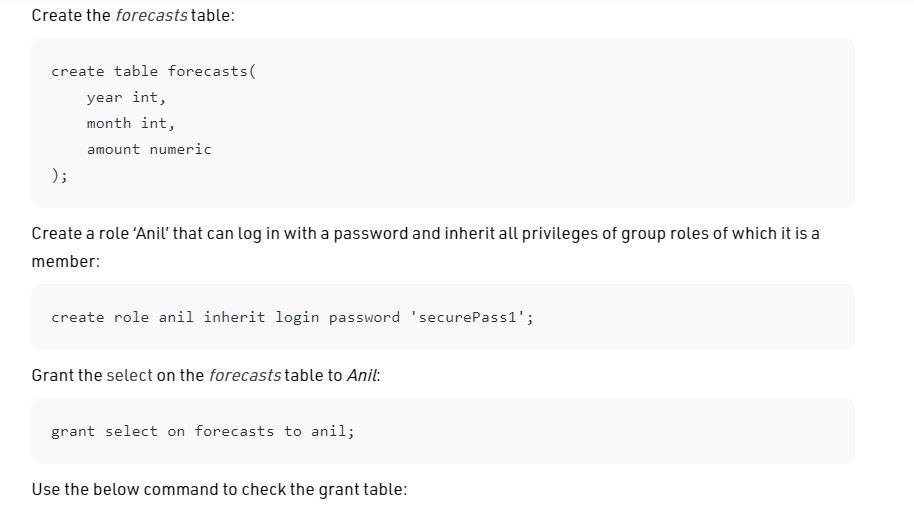 Create the forecasts table:
create table forecasts(
    year int,
    month int,
    amount numeric
);
Create a role ‘Anil’ that can log in with a password and inherit all privileges of group roles of which it is a
member:
create role anil inherit login password 'securePass1';
Grant the select on the forecasts table to Anil:
grant select on forecasts to anil;
Use the below command to check the grant table: